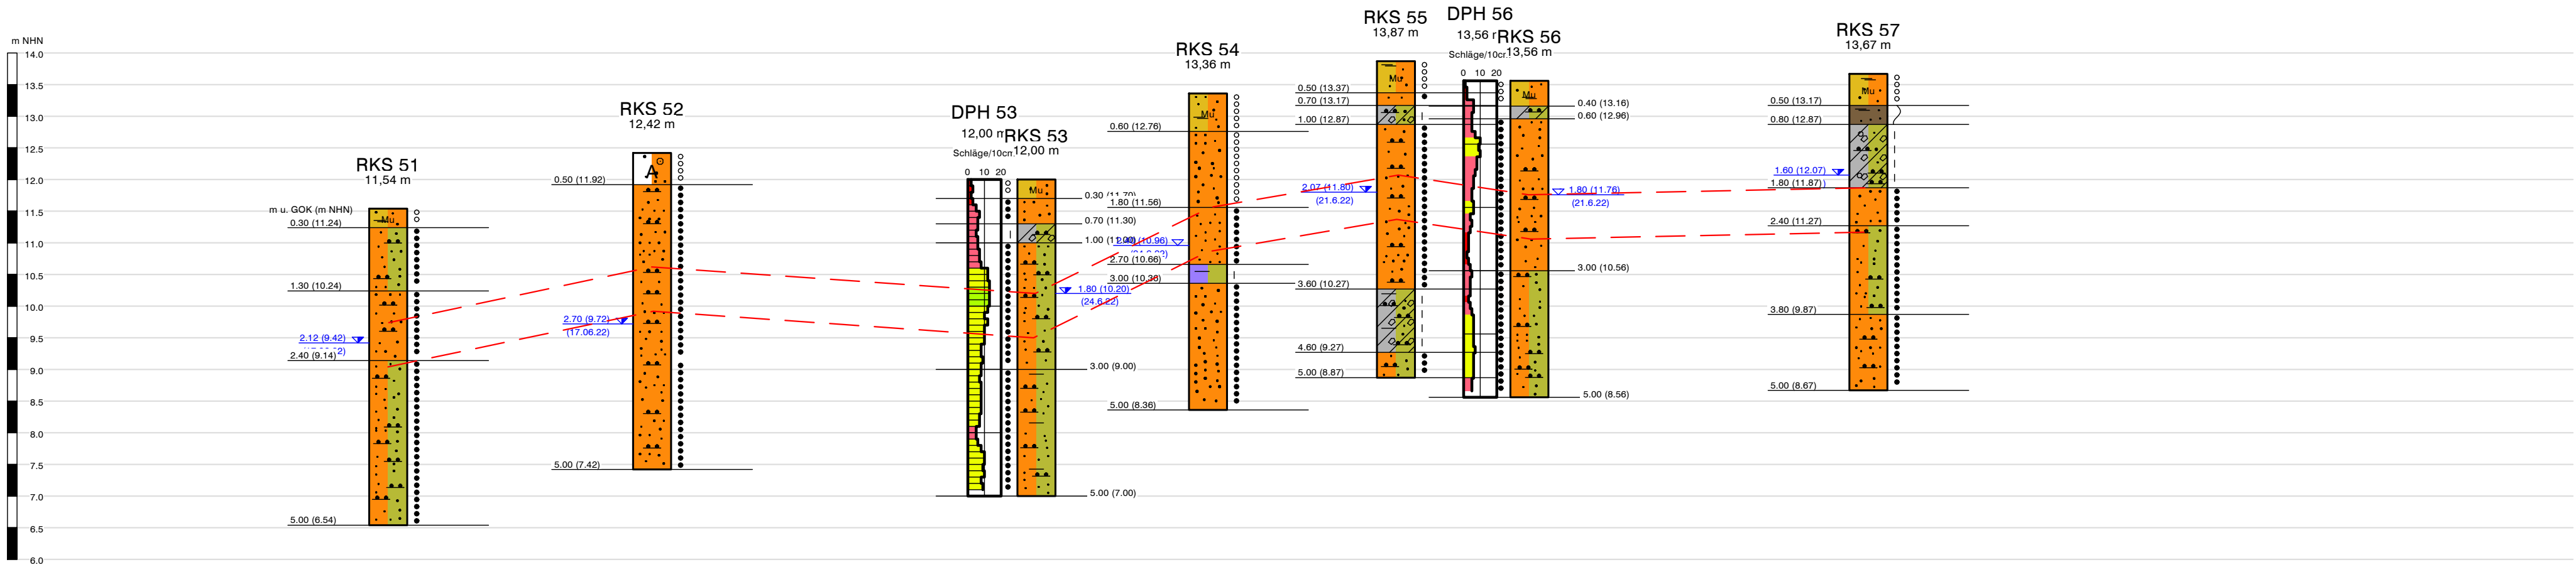 m NHN
14.0
13.5
13.0
12.5
12.0
11.5
11.0
10.5
10.0
9.5
9.0
8.5
8.0
7.5
7.0
6.5
6.0
RKS 51
11,54 m
m u. GOK (m NHN)
0.30 (11.24)
Mu
1.30 (10.24)
2.12 (9.42)
2.40 (9.14)
5.00 (6.54)
RKS 52
12,42 m
A
0.50 (11.92)
2.70 (9.72)
(17.06.22)
5.00 (7.42)
DPH 53
12,00
Schläge/10cm
0 10 20
RKS 53
12,00 m
Mu
0.30 (11.70)
0.70 (11.30)
1.00 (11.00)
1.80 (10.20)
(24.6.22)
3.00 (9.00)
5.00 (7.00)
RKS 54
13,36 m
Mu
0.60 (12.76)
1.80 (11.56)
(10.96)
2.70 (10.66)
3.00 (10.36)
5.00 (8.36)
RKS 55
13,87 m
Mu
0.50 (13.37)
0.70 (13.17)
1.00 (12.87)
2.07 (11.80)
(21.6.22)
3.60 (10.27)
4.60 (9.27)
5.00 (8.87)
DPH 56
13,56
Schläge/10c
0 10 20
RKS 56
13,56 m
Mu
0.40 (13.16)
0.60 (12.96)
1.80 (11.76)
(21.6.22)
3.00 (10.56)
5.00 (8.56)
RKS 57
13,67 m
Mu
0.50 (13.17)
0.80 (12.87)
1.60 (12.07)
1.80 (11.87)
2.40 (11.27)
3.80 (9.87)
5.00 (8.67)